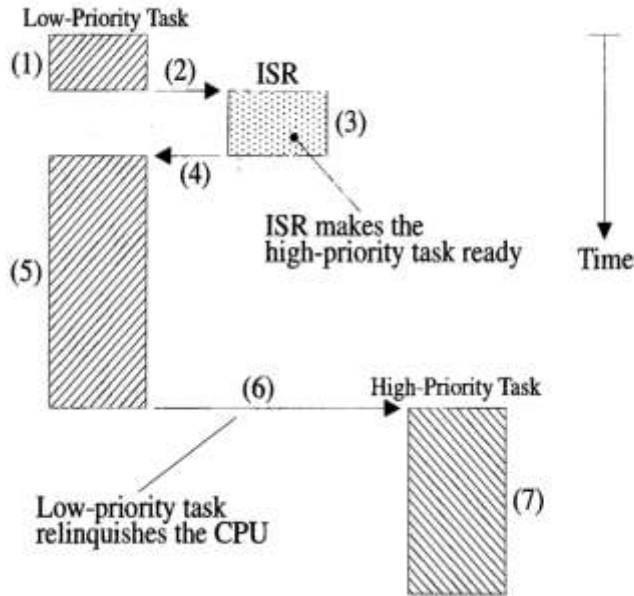 Low-Priority Task
(1)
(2)
ISR
(3)
(4)
ISR makes the
high-priority task ready
Time
(5)
(6)
High-Priority Task
Low-priority task
relinquishes the CPU
(7)